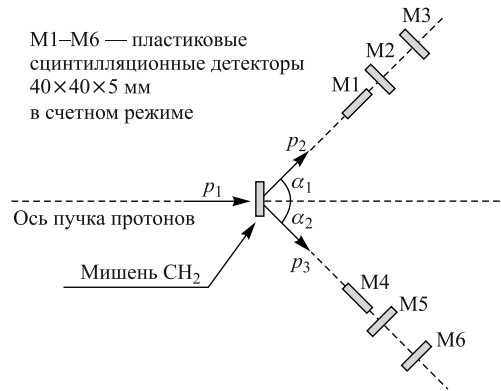 M1–M6 — пластиковые
сцинтилляционные детекторы
40×40×5 мм
в счетном режиме
M3
M2
M1
p₂
α₁
p₁
Ось пучка протонов
α₂
p₃
Мишень CH₂
M4
M5
M6